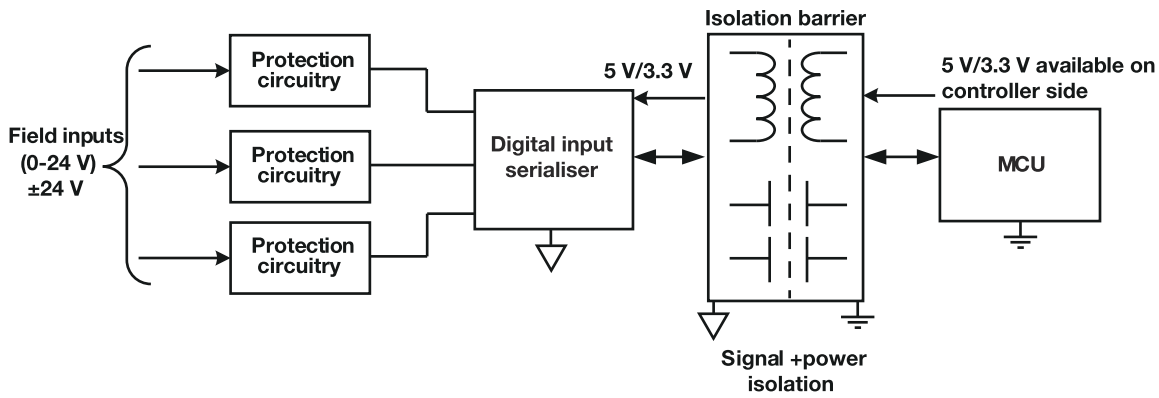 Isolation barrier
Protection
circuitry
5 V/3.3 V
5 V/3.3 V available on
controller side
Field inputs
(0-24 V)
±24 V
Protection
circuitry
Digital input
serialiser
MCU
Protection
circuitry
Signal +power
isolation